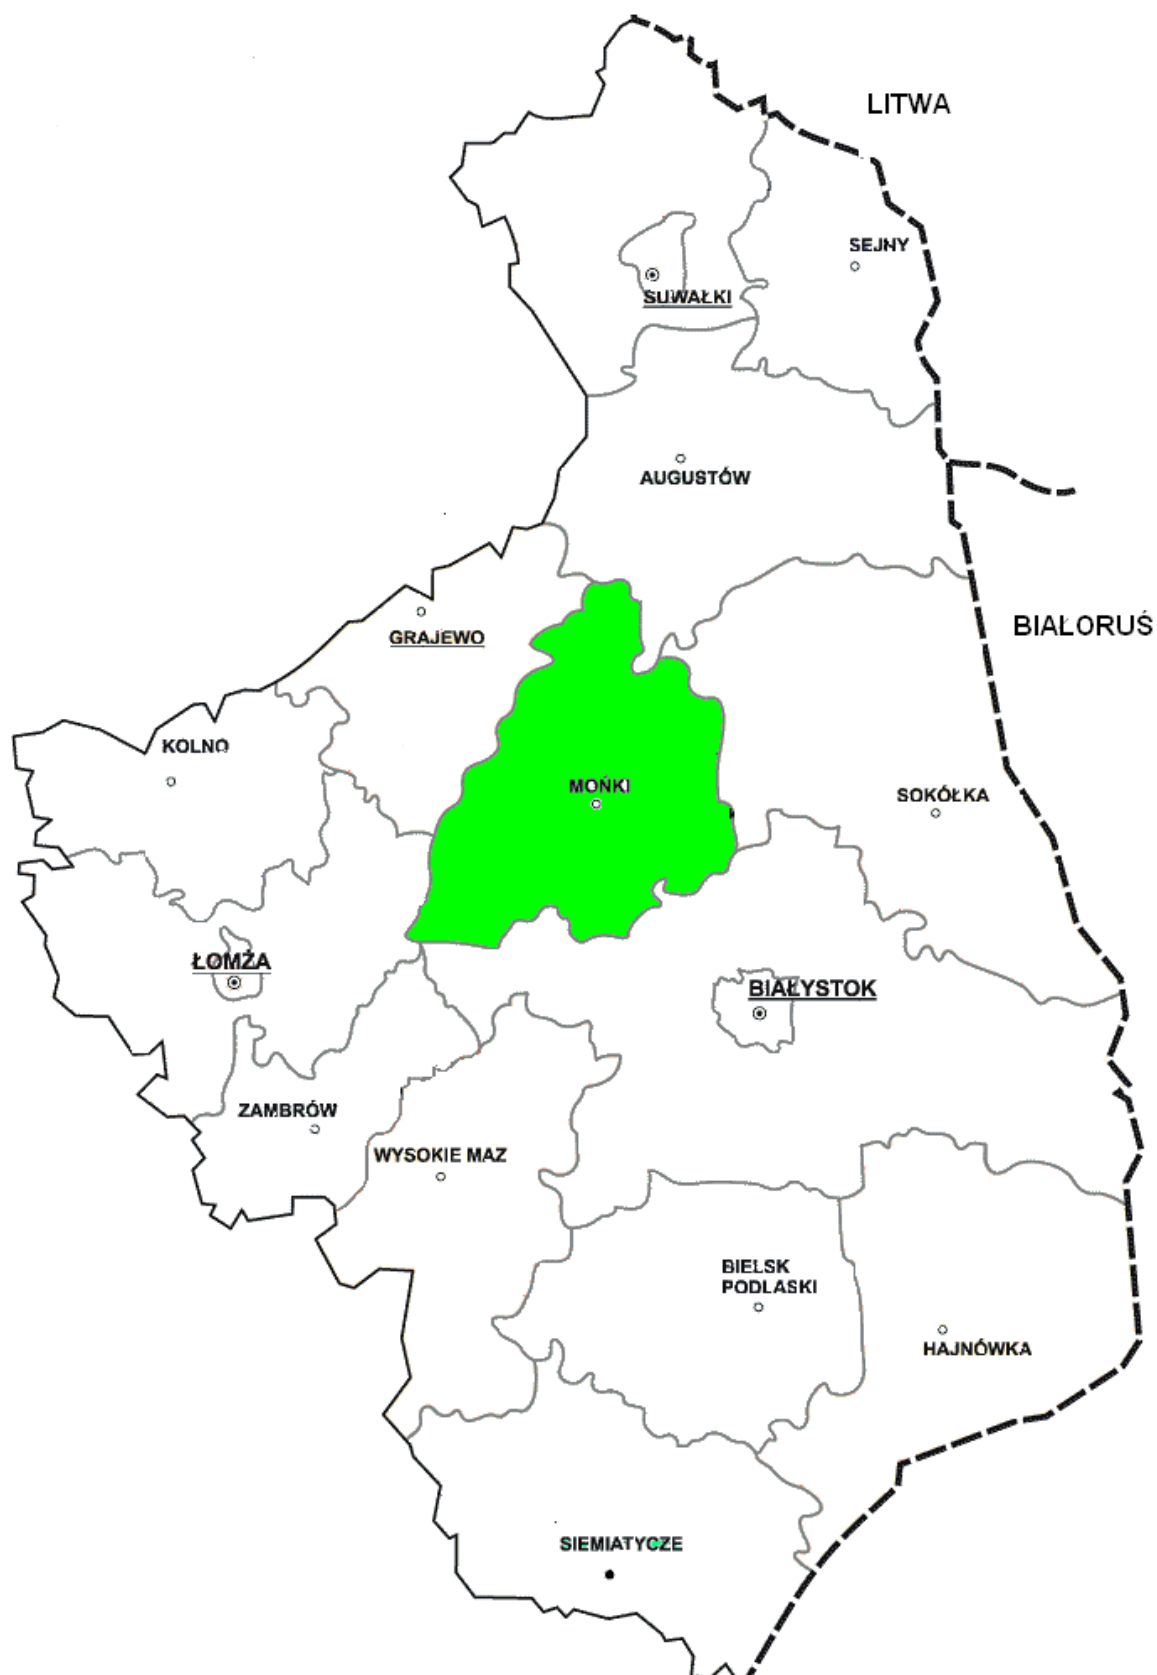 LITWA
SEJNY
SUWAŁKI
AUGUSTÓW
BIAŁORUŚ
GRAJEWO
KOLNO
MOŃKI
SOKÓŁKA
ŁOMŻA
BIAŁYSTOK
ZAMBRÓW
WYSOKIE MAZ
BIELSK
PODLASKI
HAJNÓWKA
SIEMIATYCZE